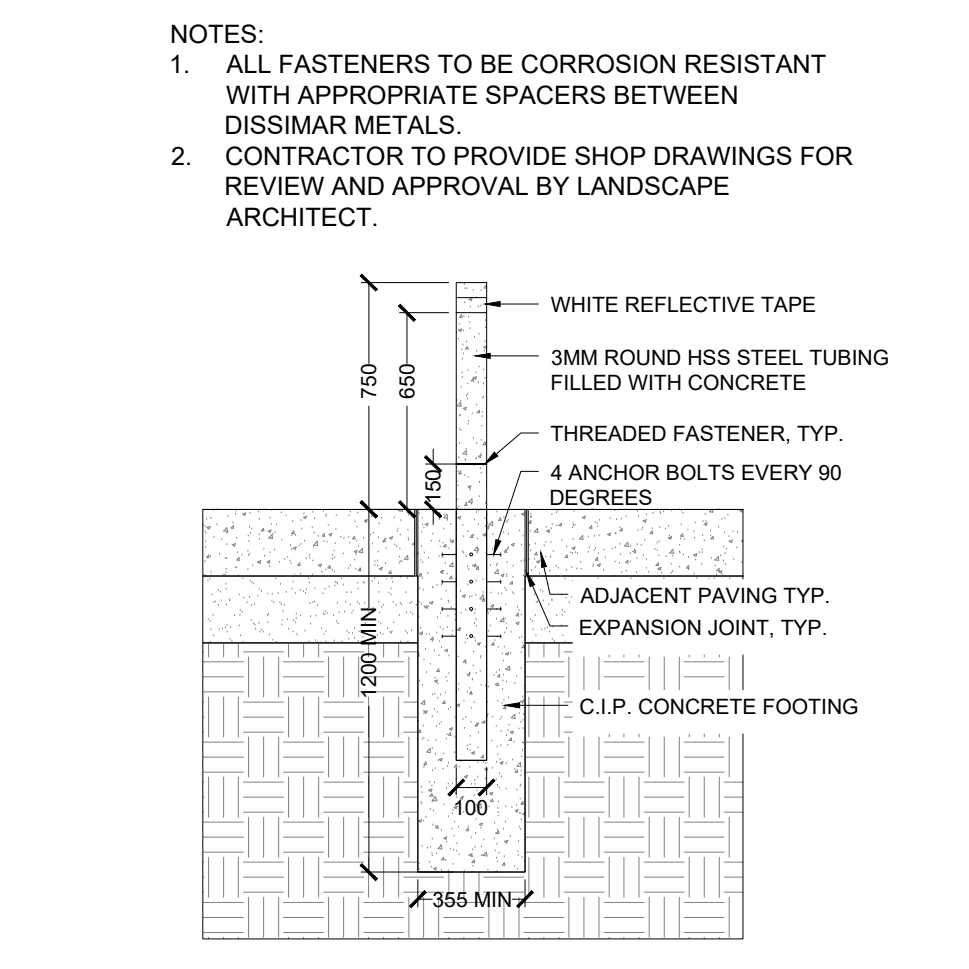 NOTES:
1. ALL FASTENERS TO BE CORROSION RESISTANT
WITH APPROPRIATE SPACERS BETWEEN
DISSIMAR METALS.
2. CONTRACTOR TO PROVIDE SHOP DRAWINGS FOR
REVIEW AND APPROVAL BY LANDSCAPE
ARCHITECT.
WHITE REFLECTIVE TAPE
3MM ROUND HSS STEEL TUBING
FILLED WITH CONCRETE
750
650
THREADED FASTENER, TYP.
150
4 ANCHOR BOLTS EVERY 90
DEGREES
ADJACENT PAVING TYP.
EXPANSION JOINT, TYP.
1200 MIN
C.I.P. CONCRETE FOOTING
100
355 MIN